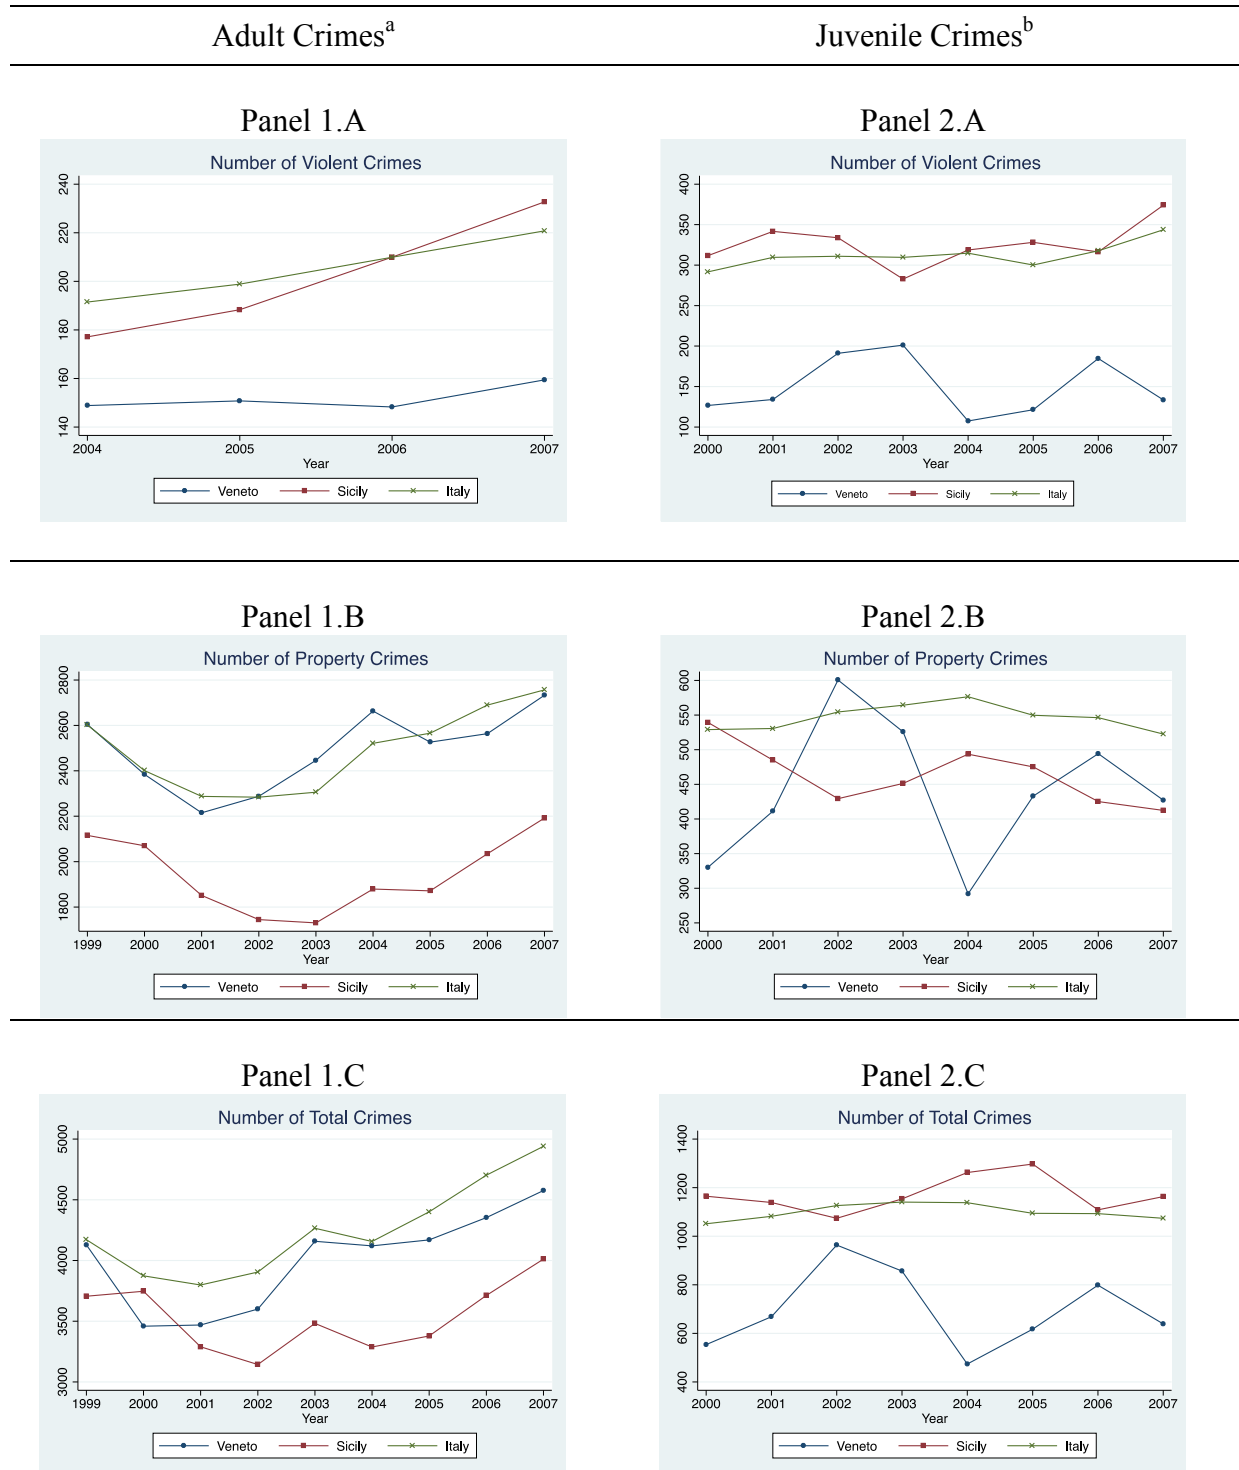 Adult Crimesᵃ Juvenile Crimesᵇ
Panel 1.A
Number of Violent Crimes
240
220
200
180
160
140
2004 2005 2006 2007
Year
Veneto Sicily Italy
Panel 2.A
Number of Violent Crimes
400
350
300
250
200
150
100
2000 2001 2002 2003 2004 2005 2006 2007
Year
Veneto Sicily Italy
Panel 1.B
Number of Property Crimes
2800
2600
2400
2200
2000
1800
1999 2000 2001 2002 2003 2004 2005 2006 2007
Year
Veneto Sicily Italy
Panel 2.B
Number of Property Crimes
600
550
500
450
400
350
300
250
2000 2001 2002 2003 2004 2005 2006 2007
Year
Veneto Sicily Italy
Panel 1.C
Number of Total Crimes
5000
4500
4000
3500
3000
1999 2000 2001 2002 2003 2004 2005 2006 2007
Year
Veneto Sicily Italy
Panel 2.C
Number of Total Crimes
1400
1200
1000
800
600
400
2000 2001 2002 2003 2004 2005 2006 2007
Year
Veneto Sicily Italy